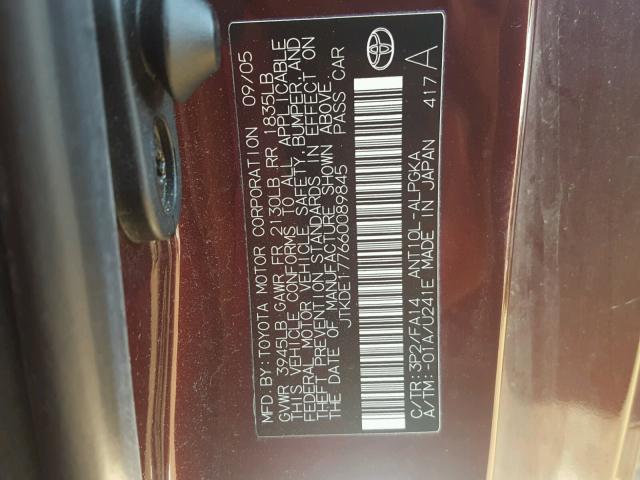 MFD. BY: TOYOTA MOTOR CORPORATION 09/05
GVWR 3945LB GAWR FR 2130LB RR 1835LB
THIS VEHICLE CONFORMS TO ALL APPLICABLE
FEDERAL MOTOR VEHICLE SAFETY, BUMPER, AND
THEFT PREVENTION STANDARDS IN EFFECT ON
THE DATE OF MANUFACTURE SHOWN ABOVE.
JTKDE177660089845 PASS CAR
C/TR:3P2/FA14 ANT10L-ALPGKA
A/TM:-01A/U241E MADE IN JAPAN 417 A